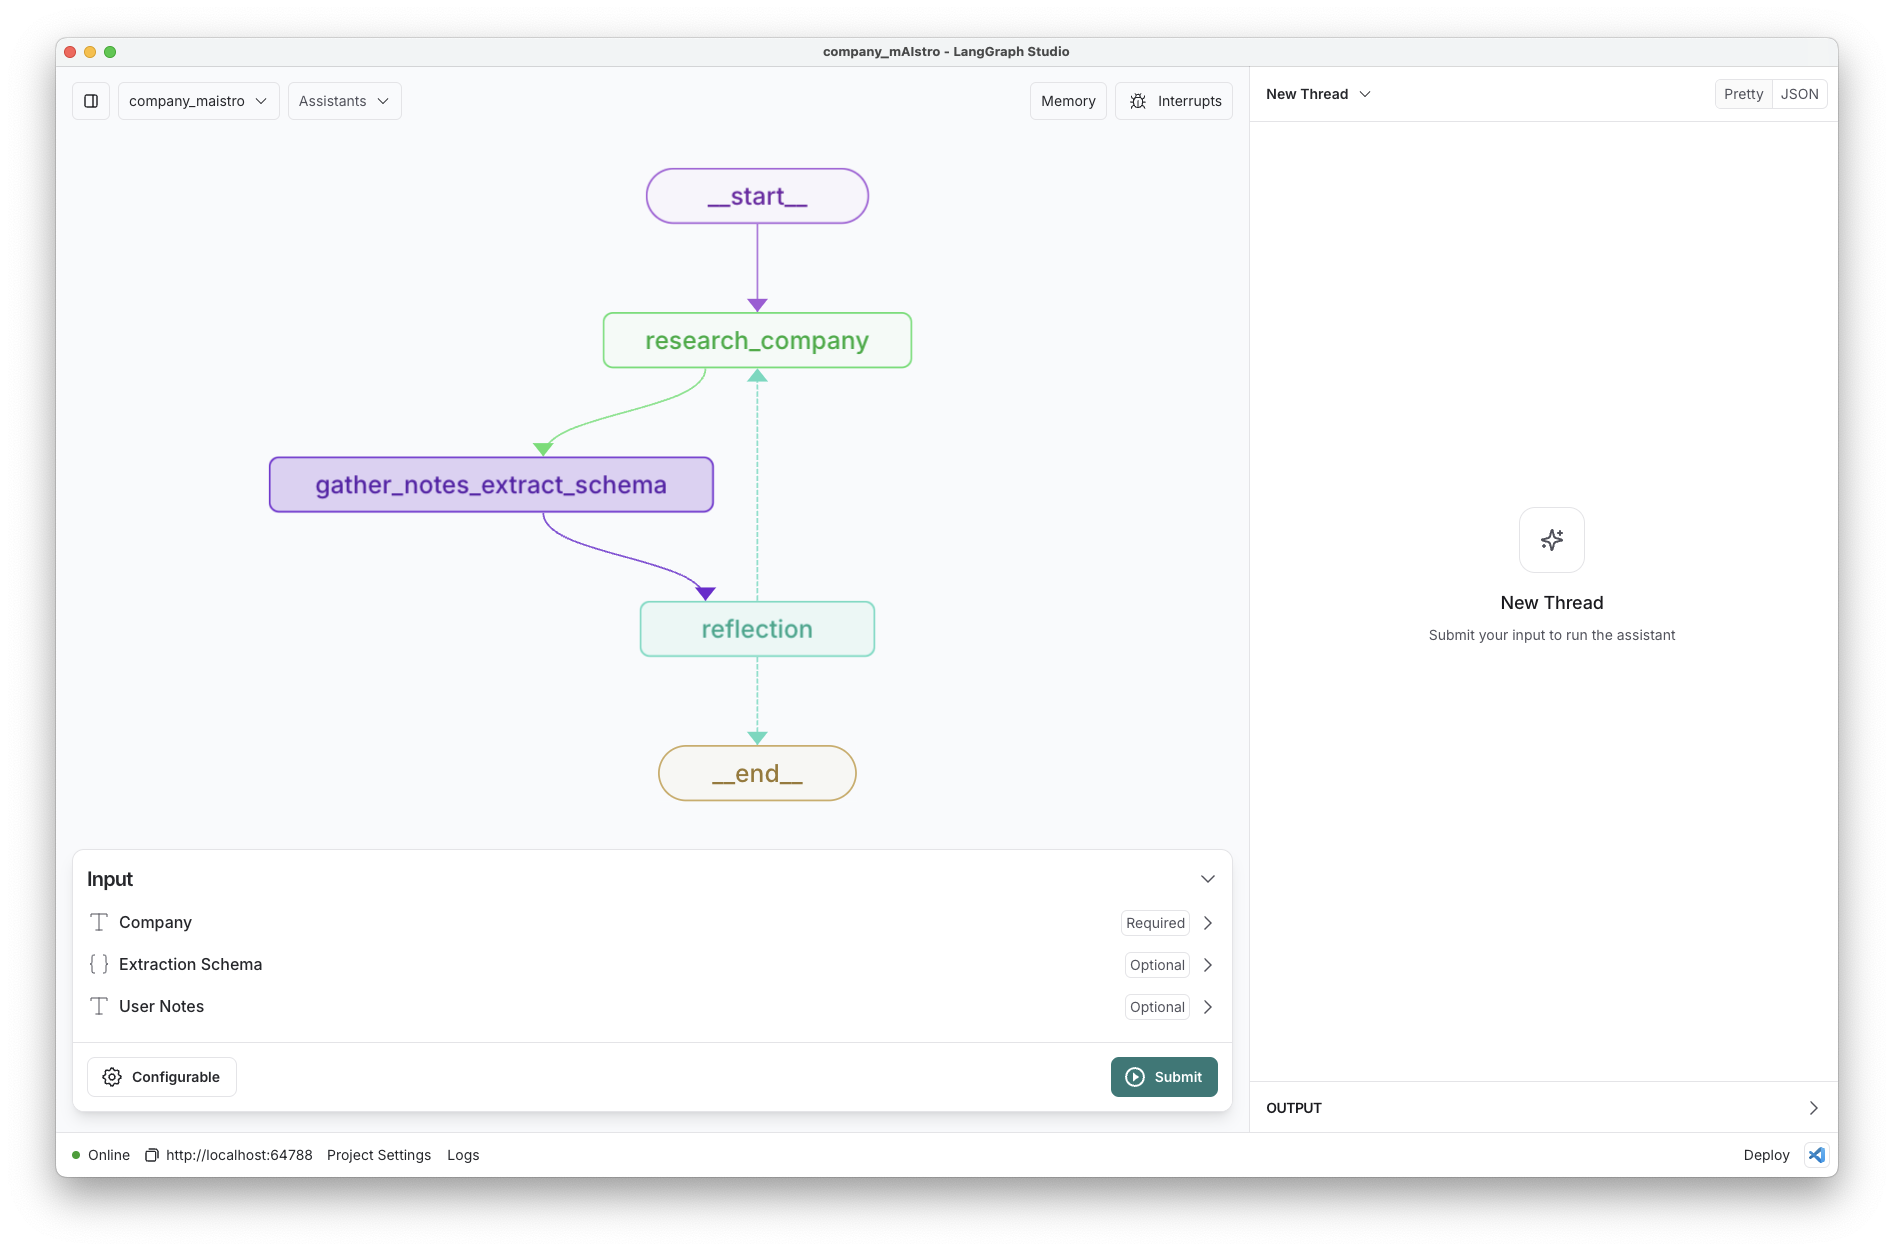 company_mAIstro - LangGraph Studio
company_maistro
Assistants
Memory
Interrupts
New Thread
Pretty
JSON
__start__
research_company
gather_notes_extract_schema
reflection
__end__
New Thread
Submit your input to run the assistant
Input
Company
Required
Extraction Schema
Optional
User Notes
Optional
Configurable
Submit
OUTPUT
Online
http://localhost:64788
Project Settings
Logs
Deploy